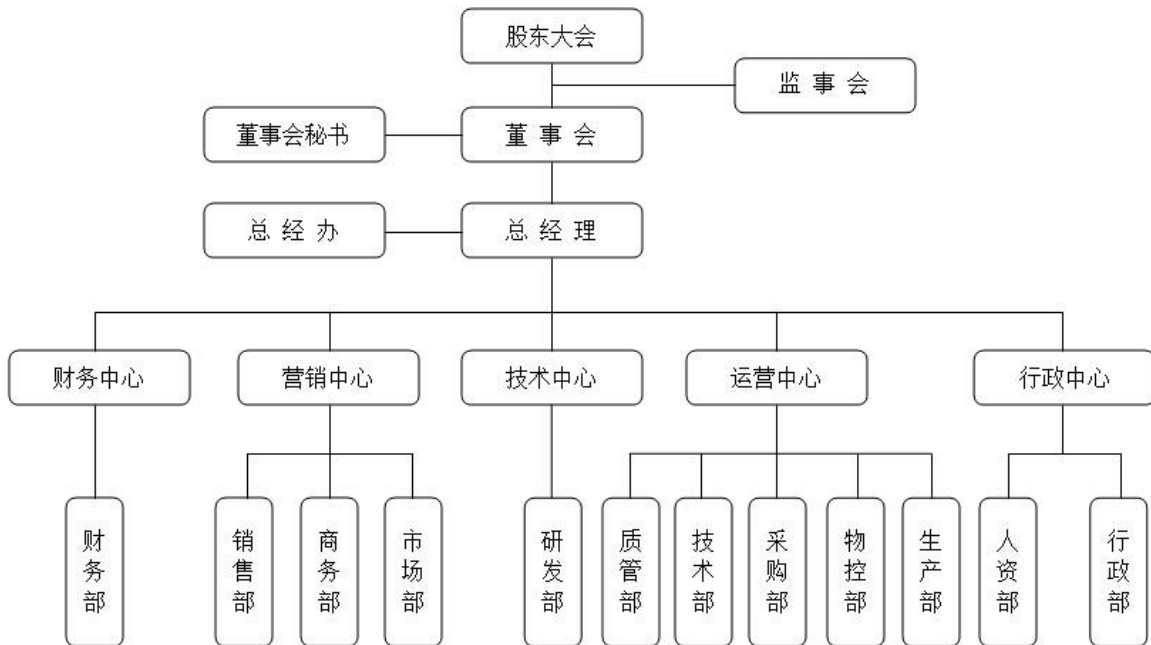 股东大会
监 事 会
董事会秘书
董 事 会
总 经 办
总 经 理
财务中心
营销中心
技术中心
运营中心
行政中心
财务部
销售部
商务部
市场部
研发部
质管部
技术部
采购部
物控部
生产部
人资部
行政部